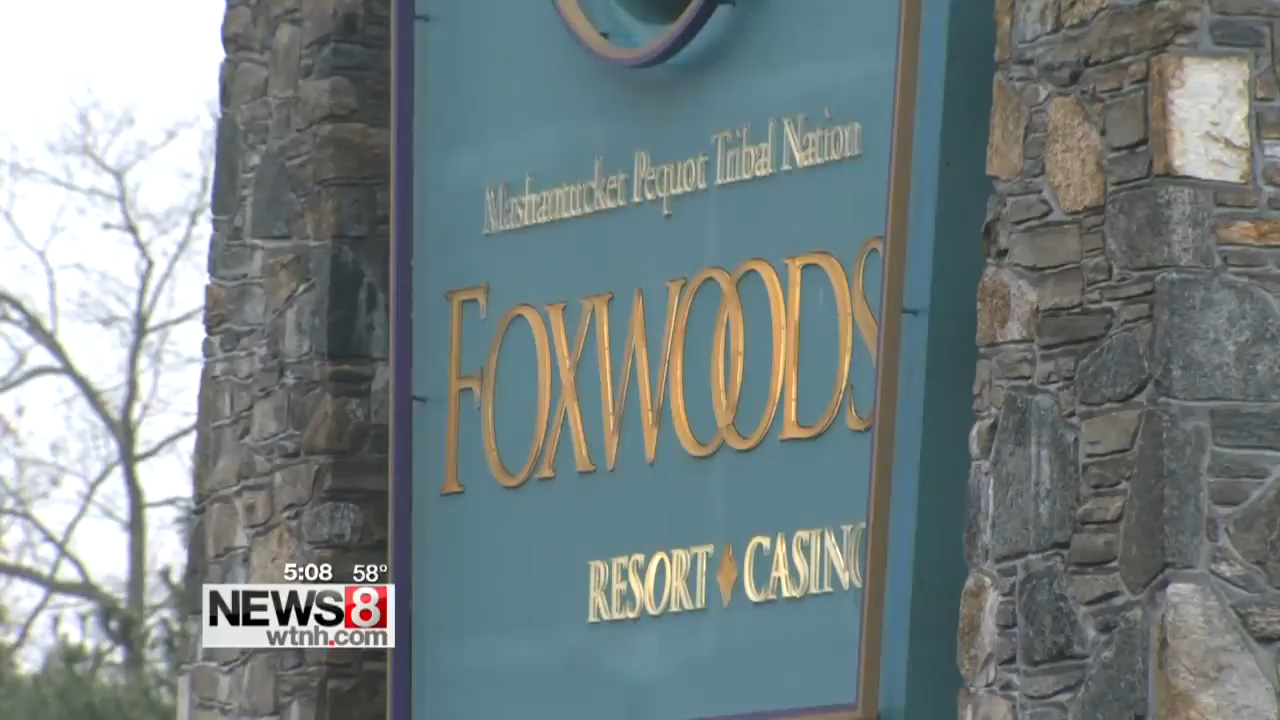 Mashantucket Pequot Tribal Nation
FOXWOODS
RESORT CASINO
5:08 58°
NEWS8
wtnh.com